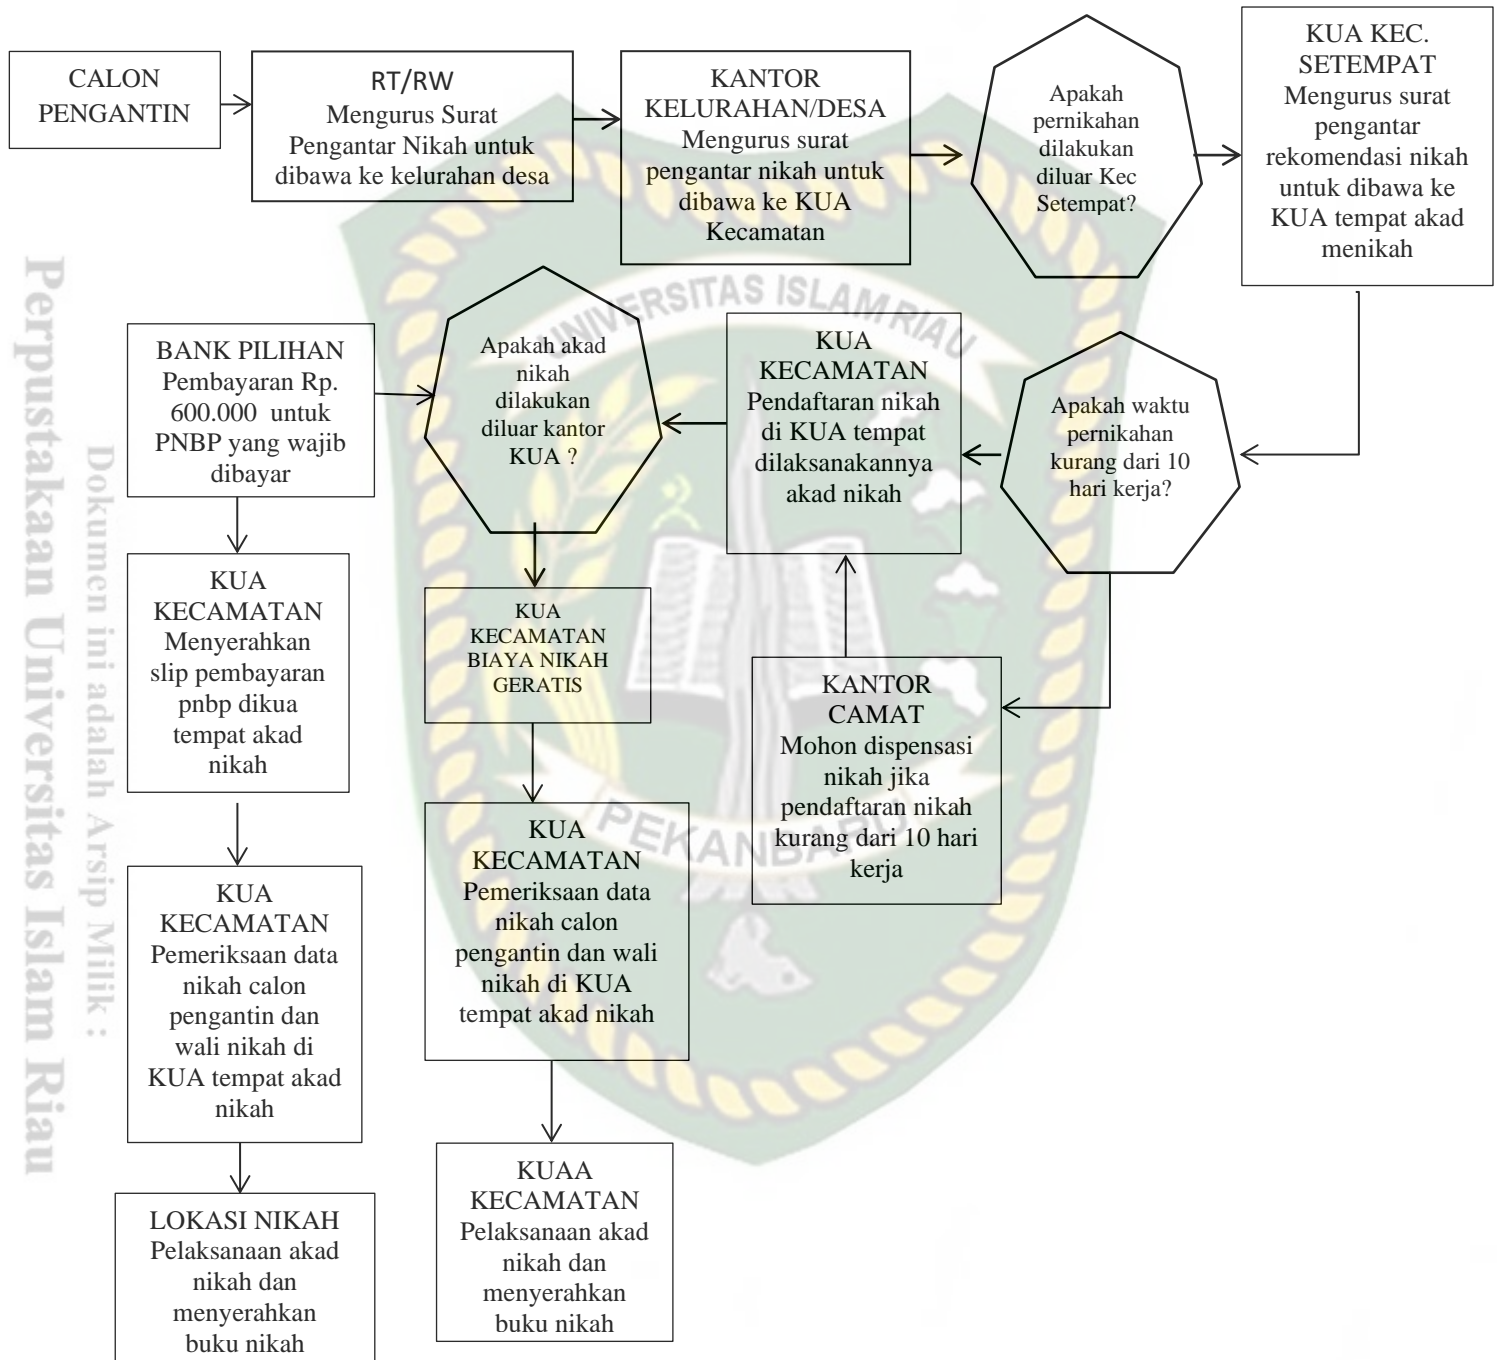 CALON
PENGANTIN
RT/RW
Mengurus Surat
Pengantar Nikah untuk
dibawa ke kelurahan desa
KANTOR
KELURAHAN/DESA
Mengurus surat
pengantar nikah untuk
dibawa ke KUA
Kecamatan
Apakah
pernikahan
dilakukan
diluar Kec
Setempat?
KUA KEC.
SETEMPAT
Mengurus surat
pengantar
rekomendasi nikah
untuk dibawa ke
KUA tempat akad
menikah
Apakah waktu
pernikahan
kurang dari 10
hari kerja?
KUA
KECAMATAN
Pendaftaran nikah
di KUA tempat
dilaksanakannya
akad nikah
KANTOR
CAMAT
Mohon dispensasi
nikah jika
pendaftaran nikah
kurang dari 10 hari
kerja
Apakah akad
nikah
dilakukan
diluar kantor
KUA ?
BANK PILIHAN
Pembayaran Rp.
600.000 untuk
PNBP yang wajib
dibayar
KUA
KECAMATAN
Menyerahkan
slip pembayaran
pnbp dikua
tempat akad
nikah
KUA
KECAMATAN
Pemeriksaan data
nikah calon
pengantin dan
wali nikah di
KUA tempat akad
nikah
LOKASI NIKAH
Pelaksanaan akad
nikah dan
menyerahkan
buku nikah
KUA
KECAMATAN
BIAYA NIKAH
GERATIS
KUA
KECAMATAN
Pemeriksaan data
nikah calon
pengantin dan wali
nikah di KUA
tempat akad nikah
KUAA
KECAMATAN
Pelaksanaan akad
nikah dan
menyerahkan
buku nikah
UNIVERSITAS ISLAM RIAU
PEKANBARU
Dokumen ini adalah Arsip Milik :
Perpustakaan Universitas Islam Riau